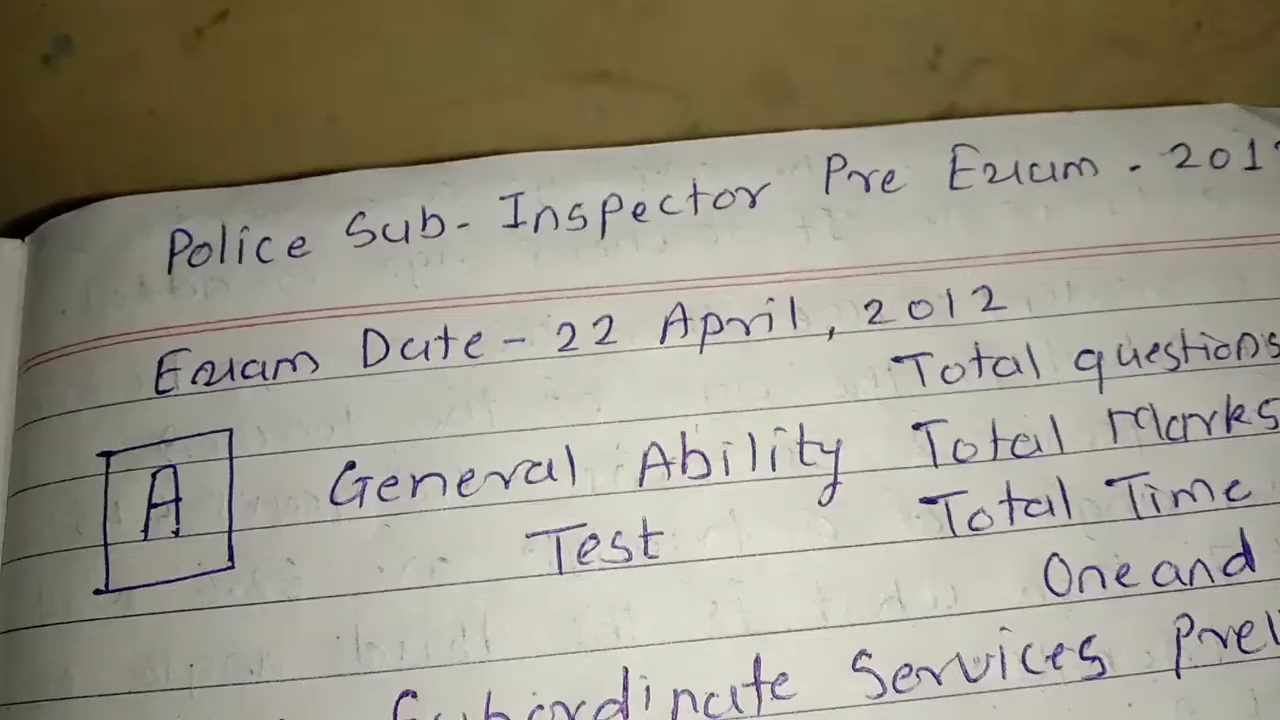 Police Sub-Inspector Pre Exam - 201
Exam Date - 22 April, 2012
Total questions
A General Ability Total Marks
Test Total Time
One and
Subordinate Services Prel